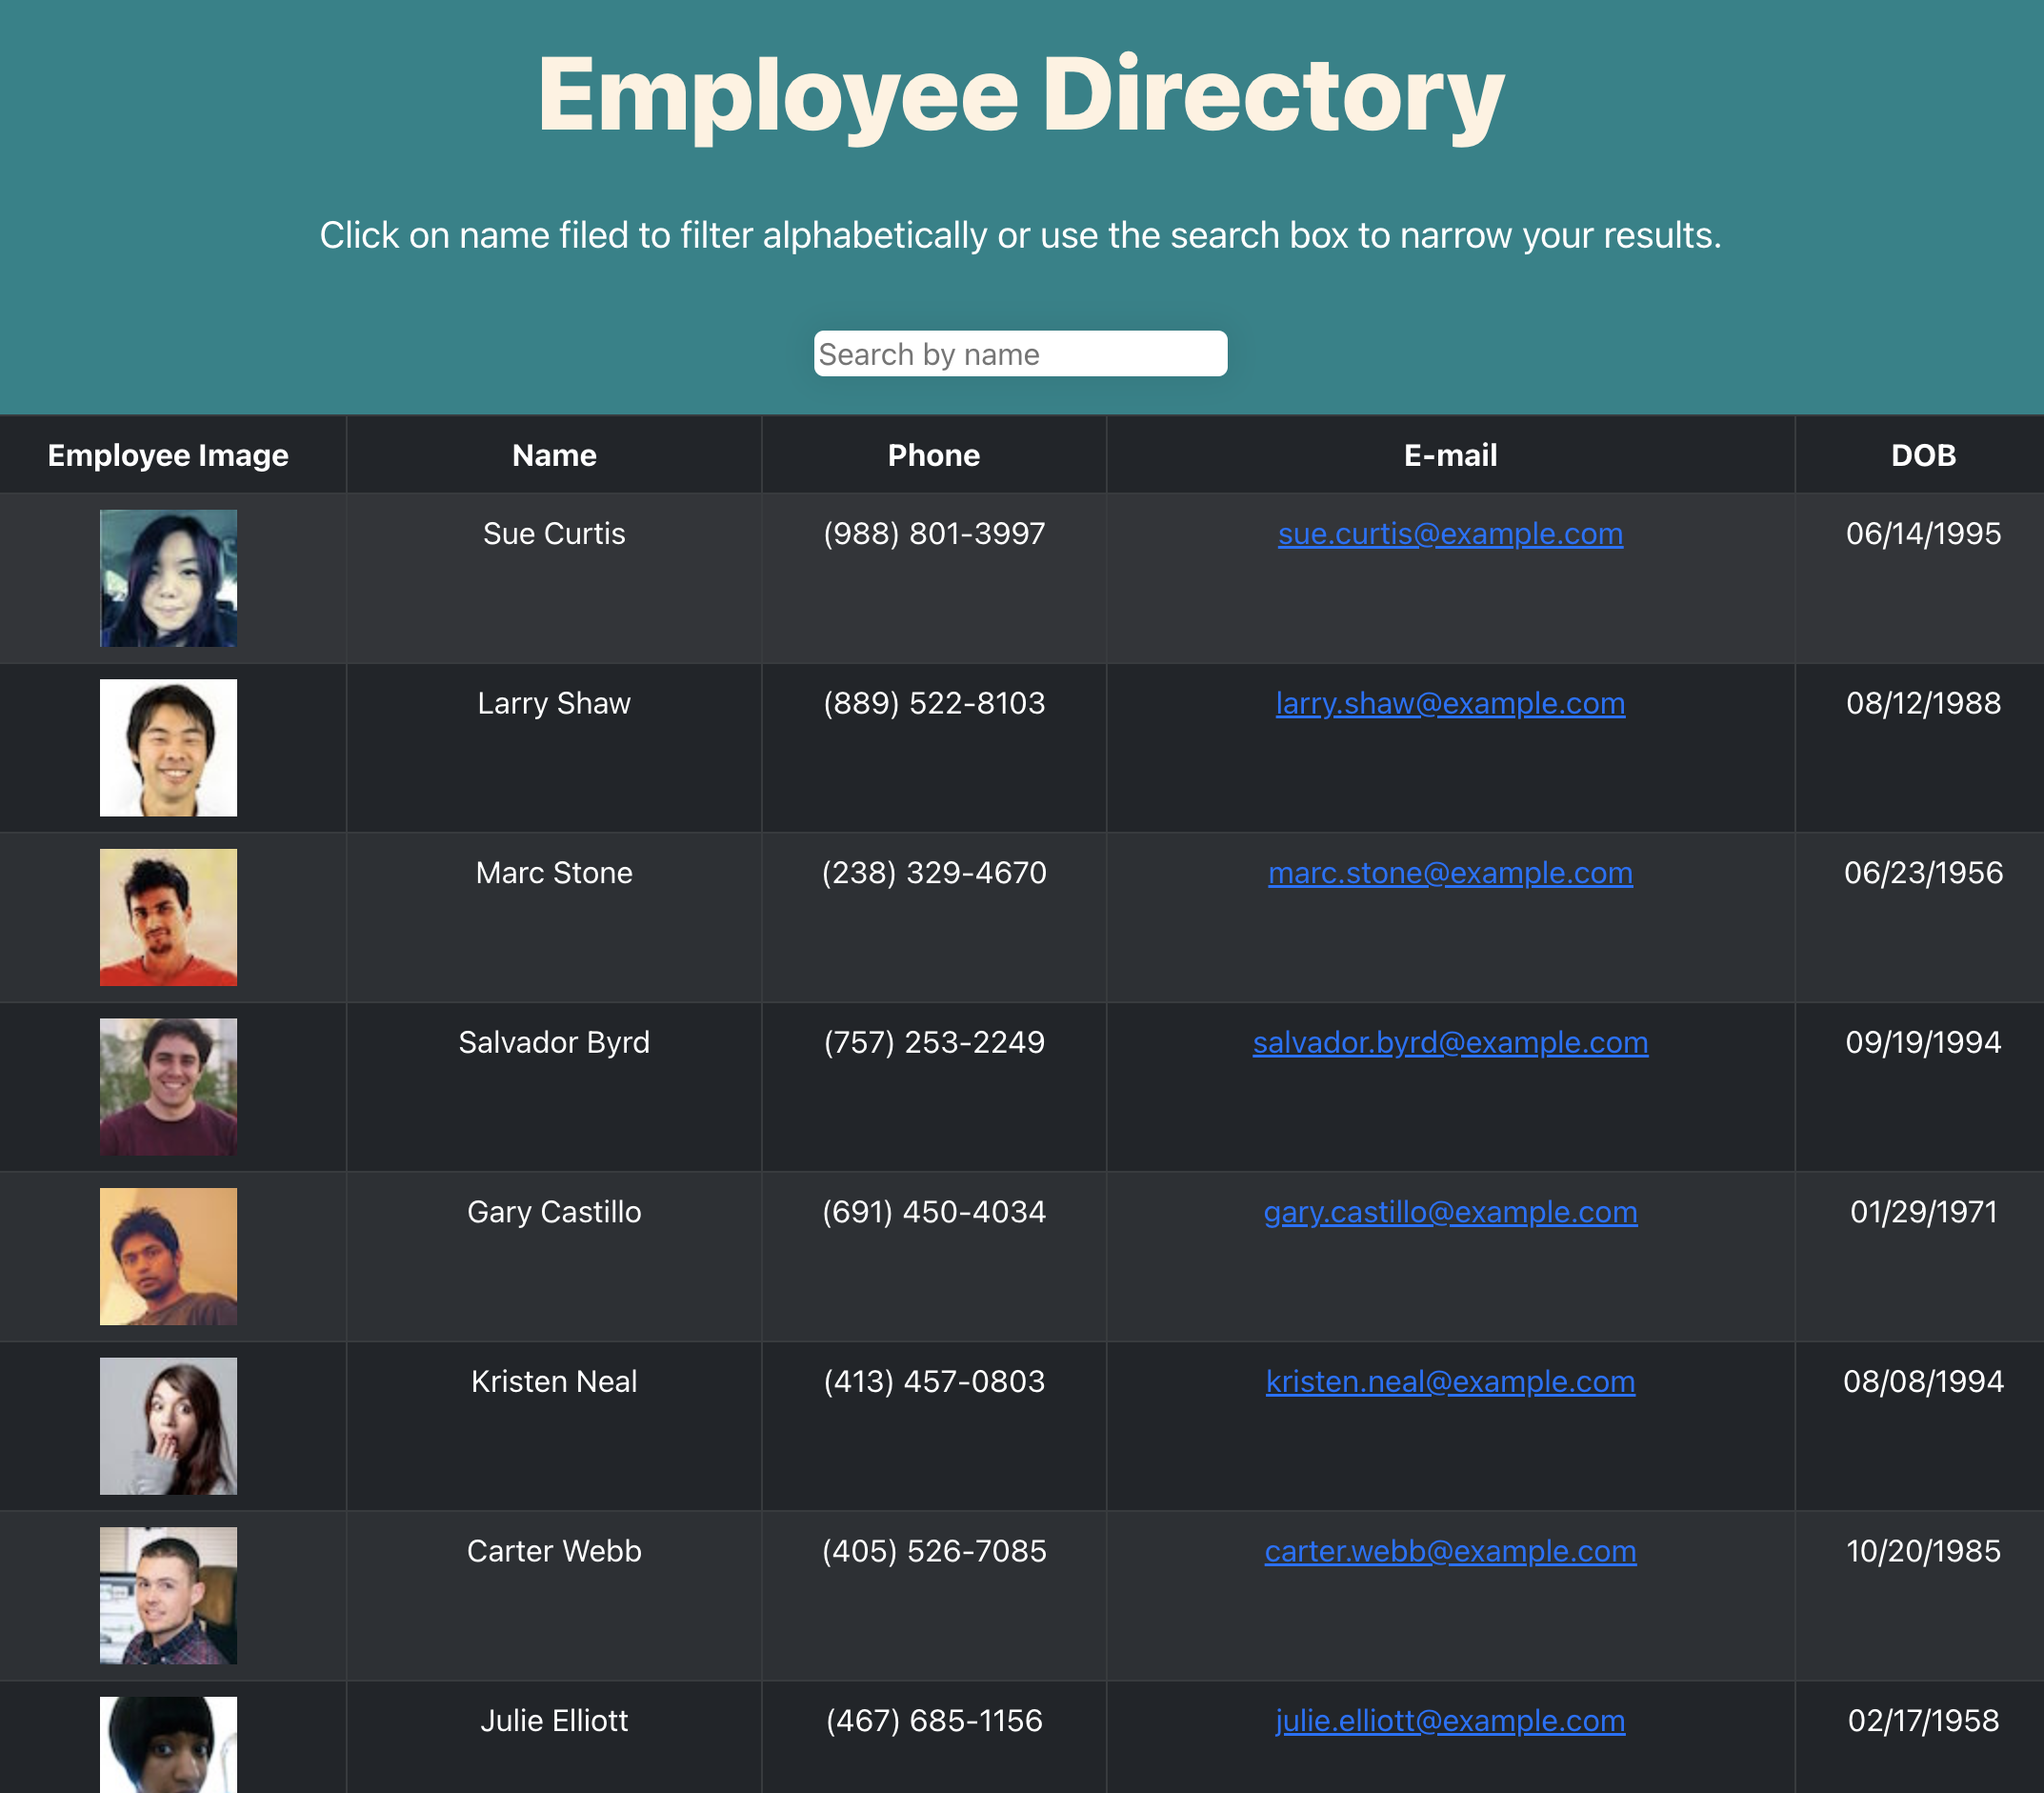 Employee Directory
Click on name filed to filter alphabetically or use the search box to narrow your results.
Search by name
Employee Image Name Phone E-mail DOB
Sue Curtis (988) 801-3997 sue.curtis@example.com 06/14/1995
Larry Shaw (889) 522-8103 larry.shaw@example.com 08/12/1988
Marc Stone (238) 329-4670 marc.stone@example.com 06/23/1956
Salvador Byrd (757) 253-2249 salvador.byrd@example.com 09/19/1994
Gary Castillo (691) 450-4034 gary.castillo@example.com 01/29/1971
Kristen Neal (413) 457-0803 kristen.neal@example.com 08/08/1994
Carter Webb (405) 526-7085 carter.webb@example.com 10/20/1985
Julie Elliott (467) 685-1156 julie.elliott@example.com 02/17/1958